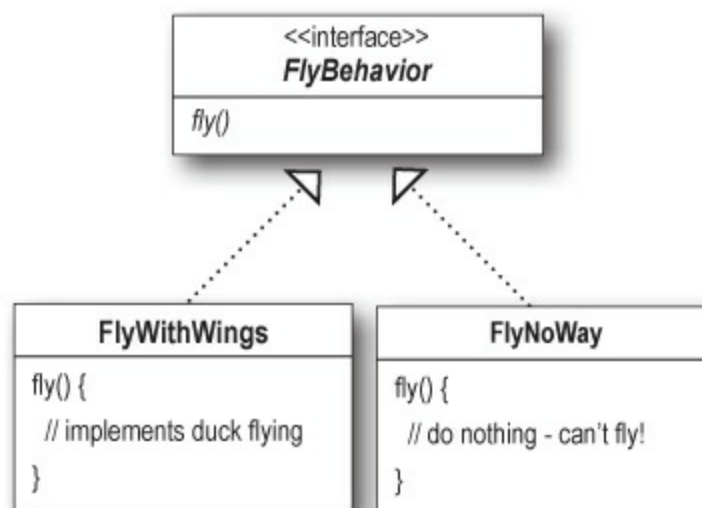 <<interface>>
FlyBehavior
fly()
FlyWithWings
fly() {
// implements duck flying
}
FlyNoWay
fly() {
// do nothing - can't fly!
}